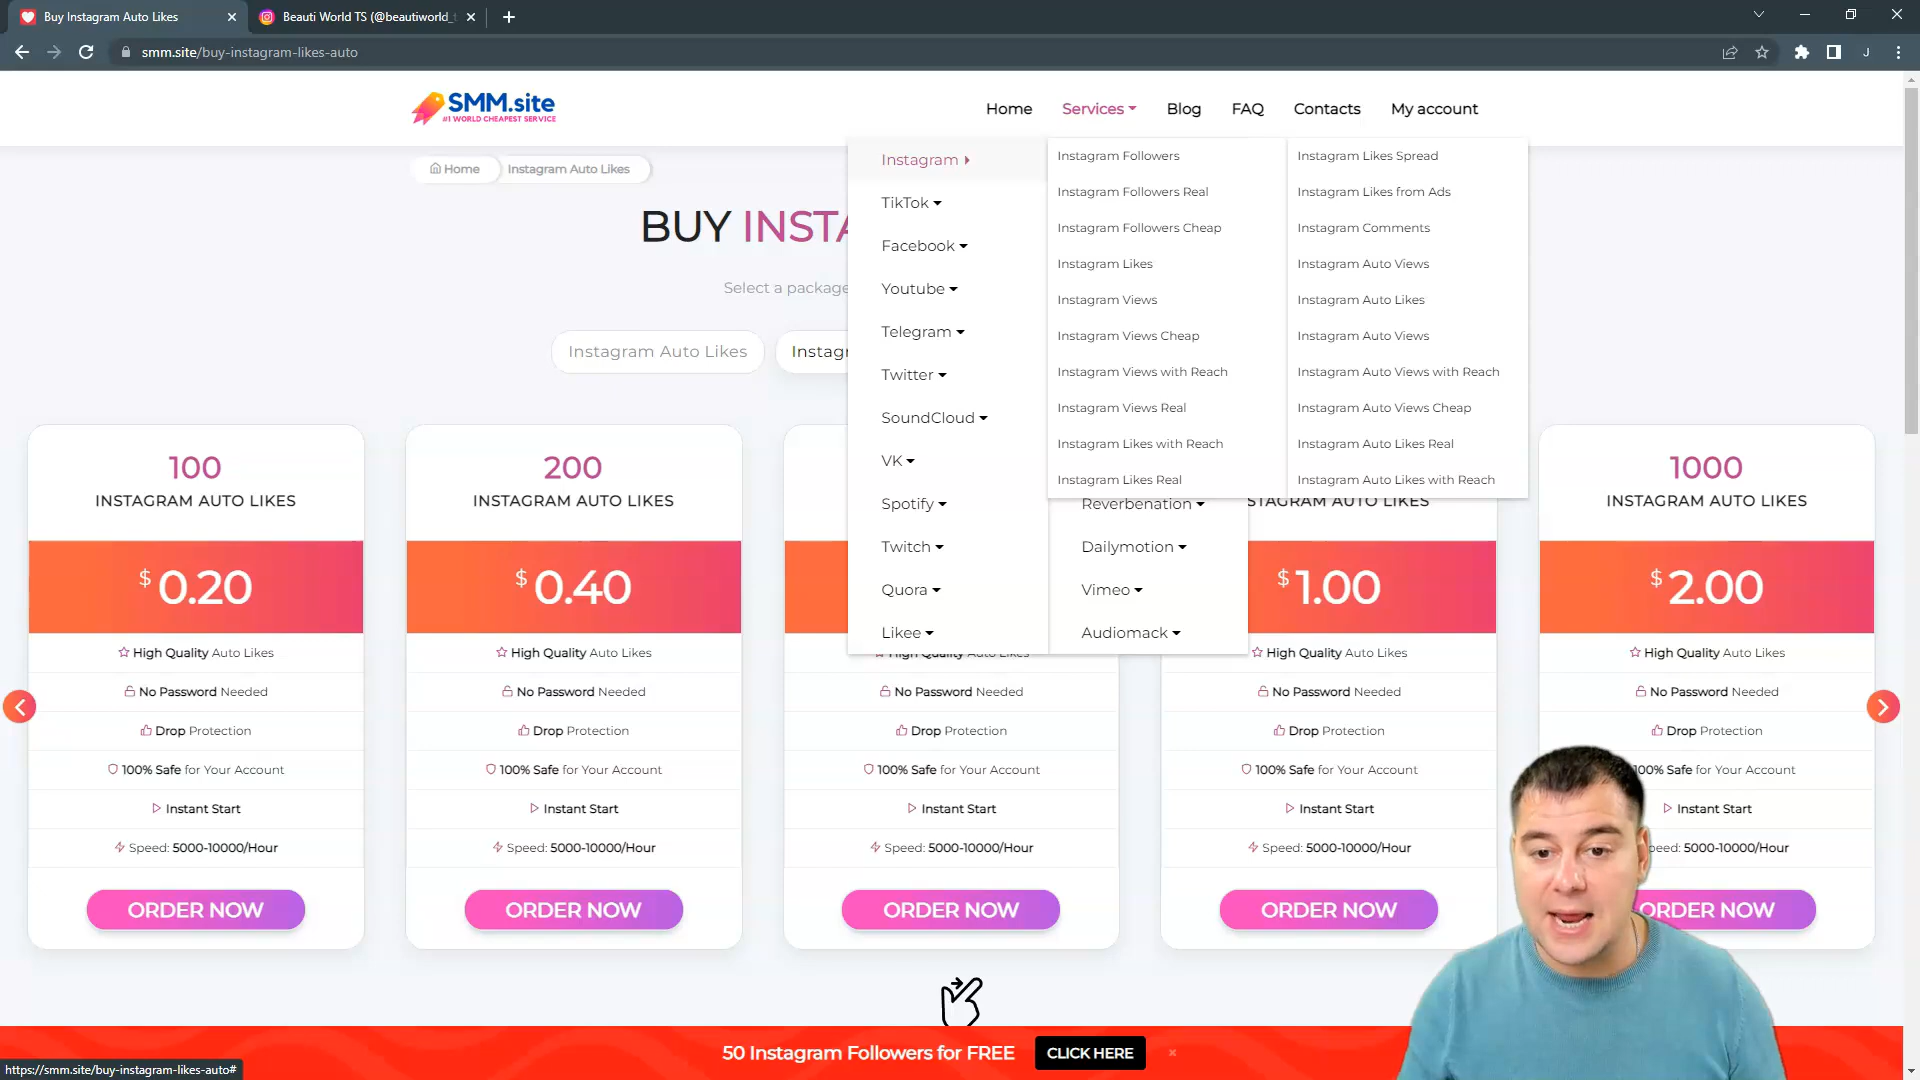 Buy Instagram Auto Likes
Beauti World TS (@beautiworld_t
smm.site/buy-instagram-likes-auto
J
SMM.site
#1 WORLD CHEAPEST SERVICE
Home
Services
Blog
FAQ
Contacts
My account
Home
Instagram Auto Likes
BUY INSTA
Select a package
Instagram Auto Likes
Instagr
Instagram
TikTok
Facebook
Youtube
Telegram
Twitter
SoundCloud
VK
Spotify
Twitch
Quora
Likee
Instagram Followers
Instagram Followers Real
Instagram Followers Cheap
Instagram Likes
Instagram Views
Instagram Views Cheap
Instagram Views with Reach
Instagram Views Real
Instagram Likes with Reach
Instagram Likes Real
Instagram Likes Spread
Instagram Likes from Ads
Instagram Comments
Instagram Auto Views
Instagram Auto Likes
Instagram Auto Views
Instagram Auto Views with Reach
Instagram Auto Views Cheap
Instagram Auto Likes Real
Instagram Auto Likes with Reach
Reverbenation
Dailymotion
Vimeo
Audiomack
100
INSTAGRAM AUTO LIKES
$ 0.20
High Quality Auto Likes
No Password Needed
Drop Protection
100% Safe for Your Account
Instant Start
Speed: 5000-10000/Hour
ORDER NOW
200
INSTAGRAM AUTO LIKES
$ 0.40
High Quality Auto Likes
No Password Needed
Drop Protection
100% Safe for Your Account
Instant Start
Speed: 5000-10000/Hour
ORDER NOW
High Quality Auto Likes
No Password Needed
Drop Protection
100% Safe for Your Account
Instant Start
Speed: 5000-10000/Hour
ORDER NOW
STAGRAM AUTO LIKES
$ 1.00
High Quality Auto Likes
No Password Needed
Drop Protection
100% Safe for Your Account
Instant Start
Speed: 5000-10000/Hour
ORDER NOW
1000
INSTAGRAM AUTO LIKES
$ 2.00
High Quality Auto Likes
No Password Needed
Drop Protection
100% Safe for Your Account
Instant Start
peed: 5000-10000/Hour
ORDER NOW
50 Instagram Followers for FREE
CLICK HERE
https://smm.site/buy-instagram-likes-auto#